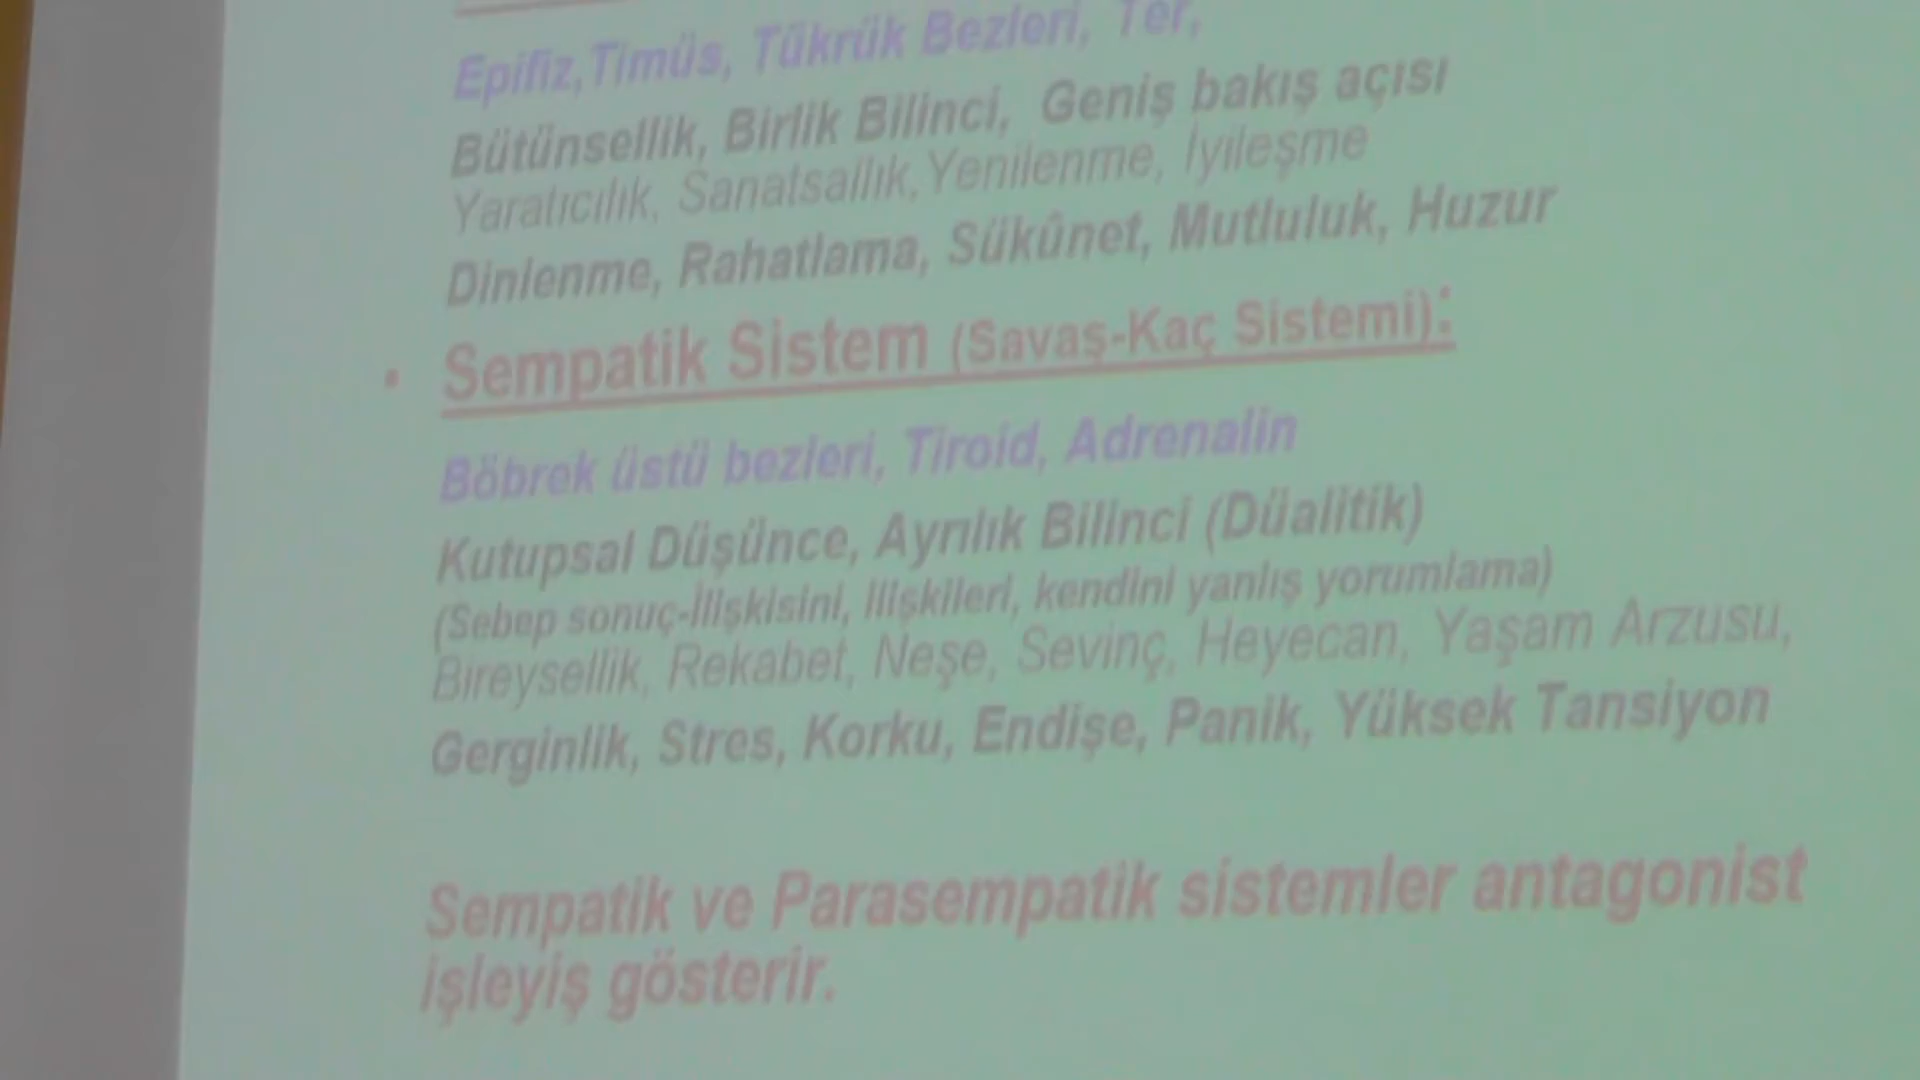 Epifiz,Timüs, Tükrük Bezleri, Ter,
Bütünsellik, Birlik Bilinci, Geniş bakış açısı
Yaratıcılık, Sanatsallık,Yenilenme, İyileşme
Dinlenme, Rahatlama, Sükûnet, Mutluluk, Huzur
• Sempatik Sistem (Savaş-Kaç Sistemi):
Böbrek üstü bezleri, Tiroid, Adrenalin
Kutupsal Düşünce, Ayrılık Bilinci (Düalitik)
(Sebep sonuç-ilişkisini, ilişkileri, kendini yanlış yorumlama)
Bireysellik, Rekabet, Neşe, Sevinç, Heyecan, Yaşam Arzusu,
Gerginlik, Stres, Korku, Endişe, Panik, Yüksek Tansiyon
Sempatik ve Parasempatik sistemler antagonist
işleyiş gösterir.